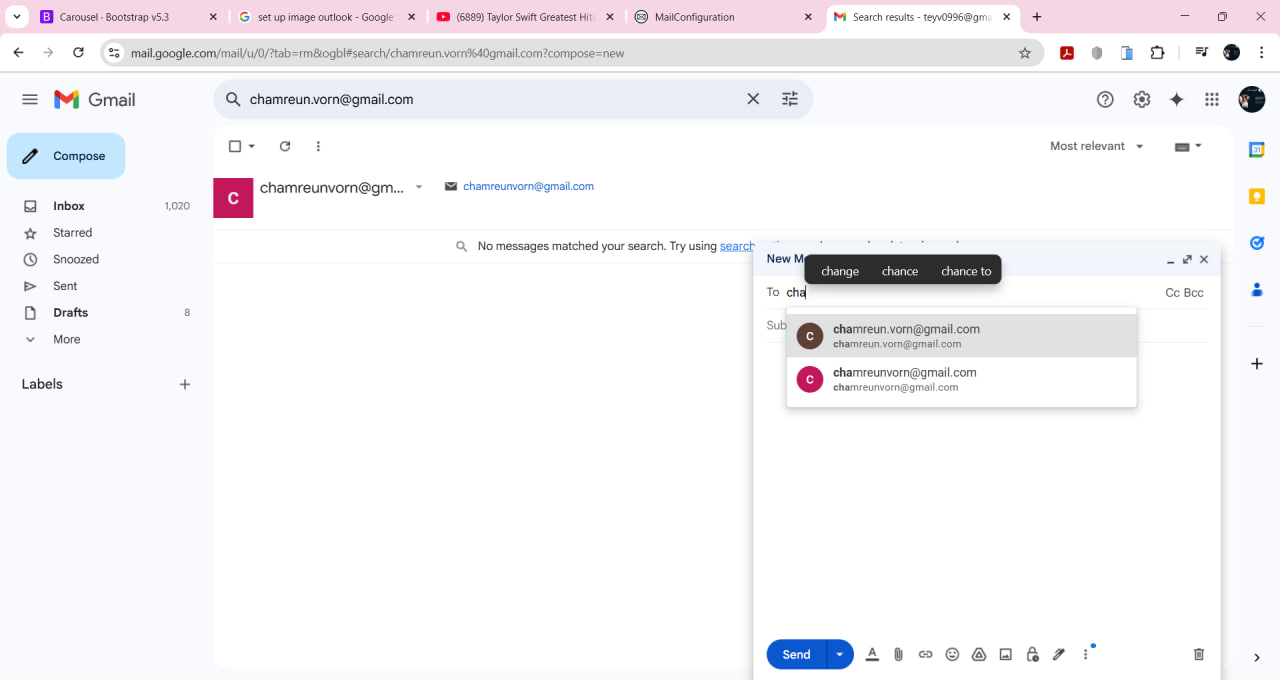 Carousel · Bootstrap v5.3
set up image outlook - Google
(6889) Taylor Swift Greatest Hits
MailConfiguration
Search results - teyv0996@gma
mail.google.com/mail/u/0/?tab=rm&ogbl#search/chamreun.vorn%40gmail.com?compose=new
Gmail
chamreun.vorn@gmail.com
Compose
Most relevant
Inbox 1,020
Starred
Snoozed
Sent
Drafts 8
More
Labels
C
chamreunvorn@gm...
chamreunvorn@gmail.com
No messages matched your search. Try using search
New M
change chance chance to
To cha
Cc Bcc
Sub
C
chamreun.vorn@gmail.com
chamreun.vorn@gmail.com
C
chamreunvorn@gmail.com
chamreunvorn@gmail.com
Send
31